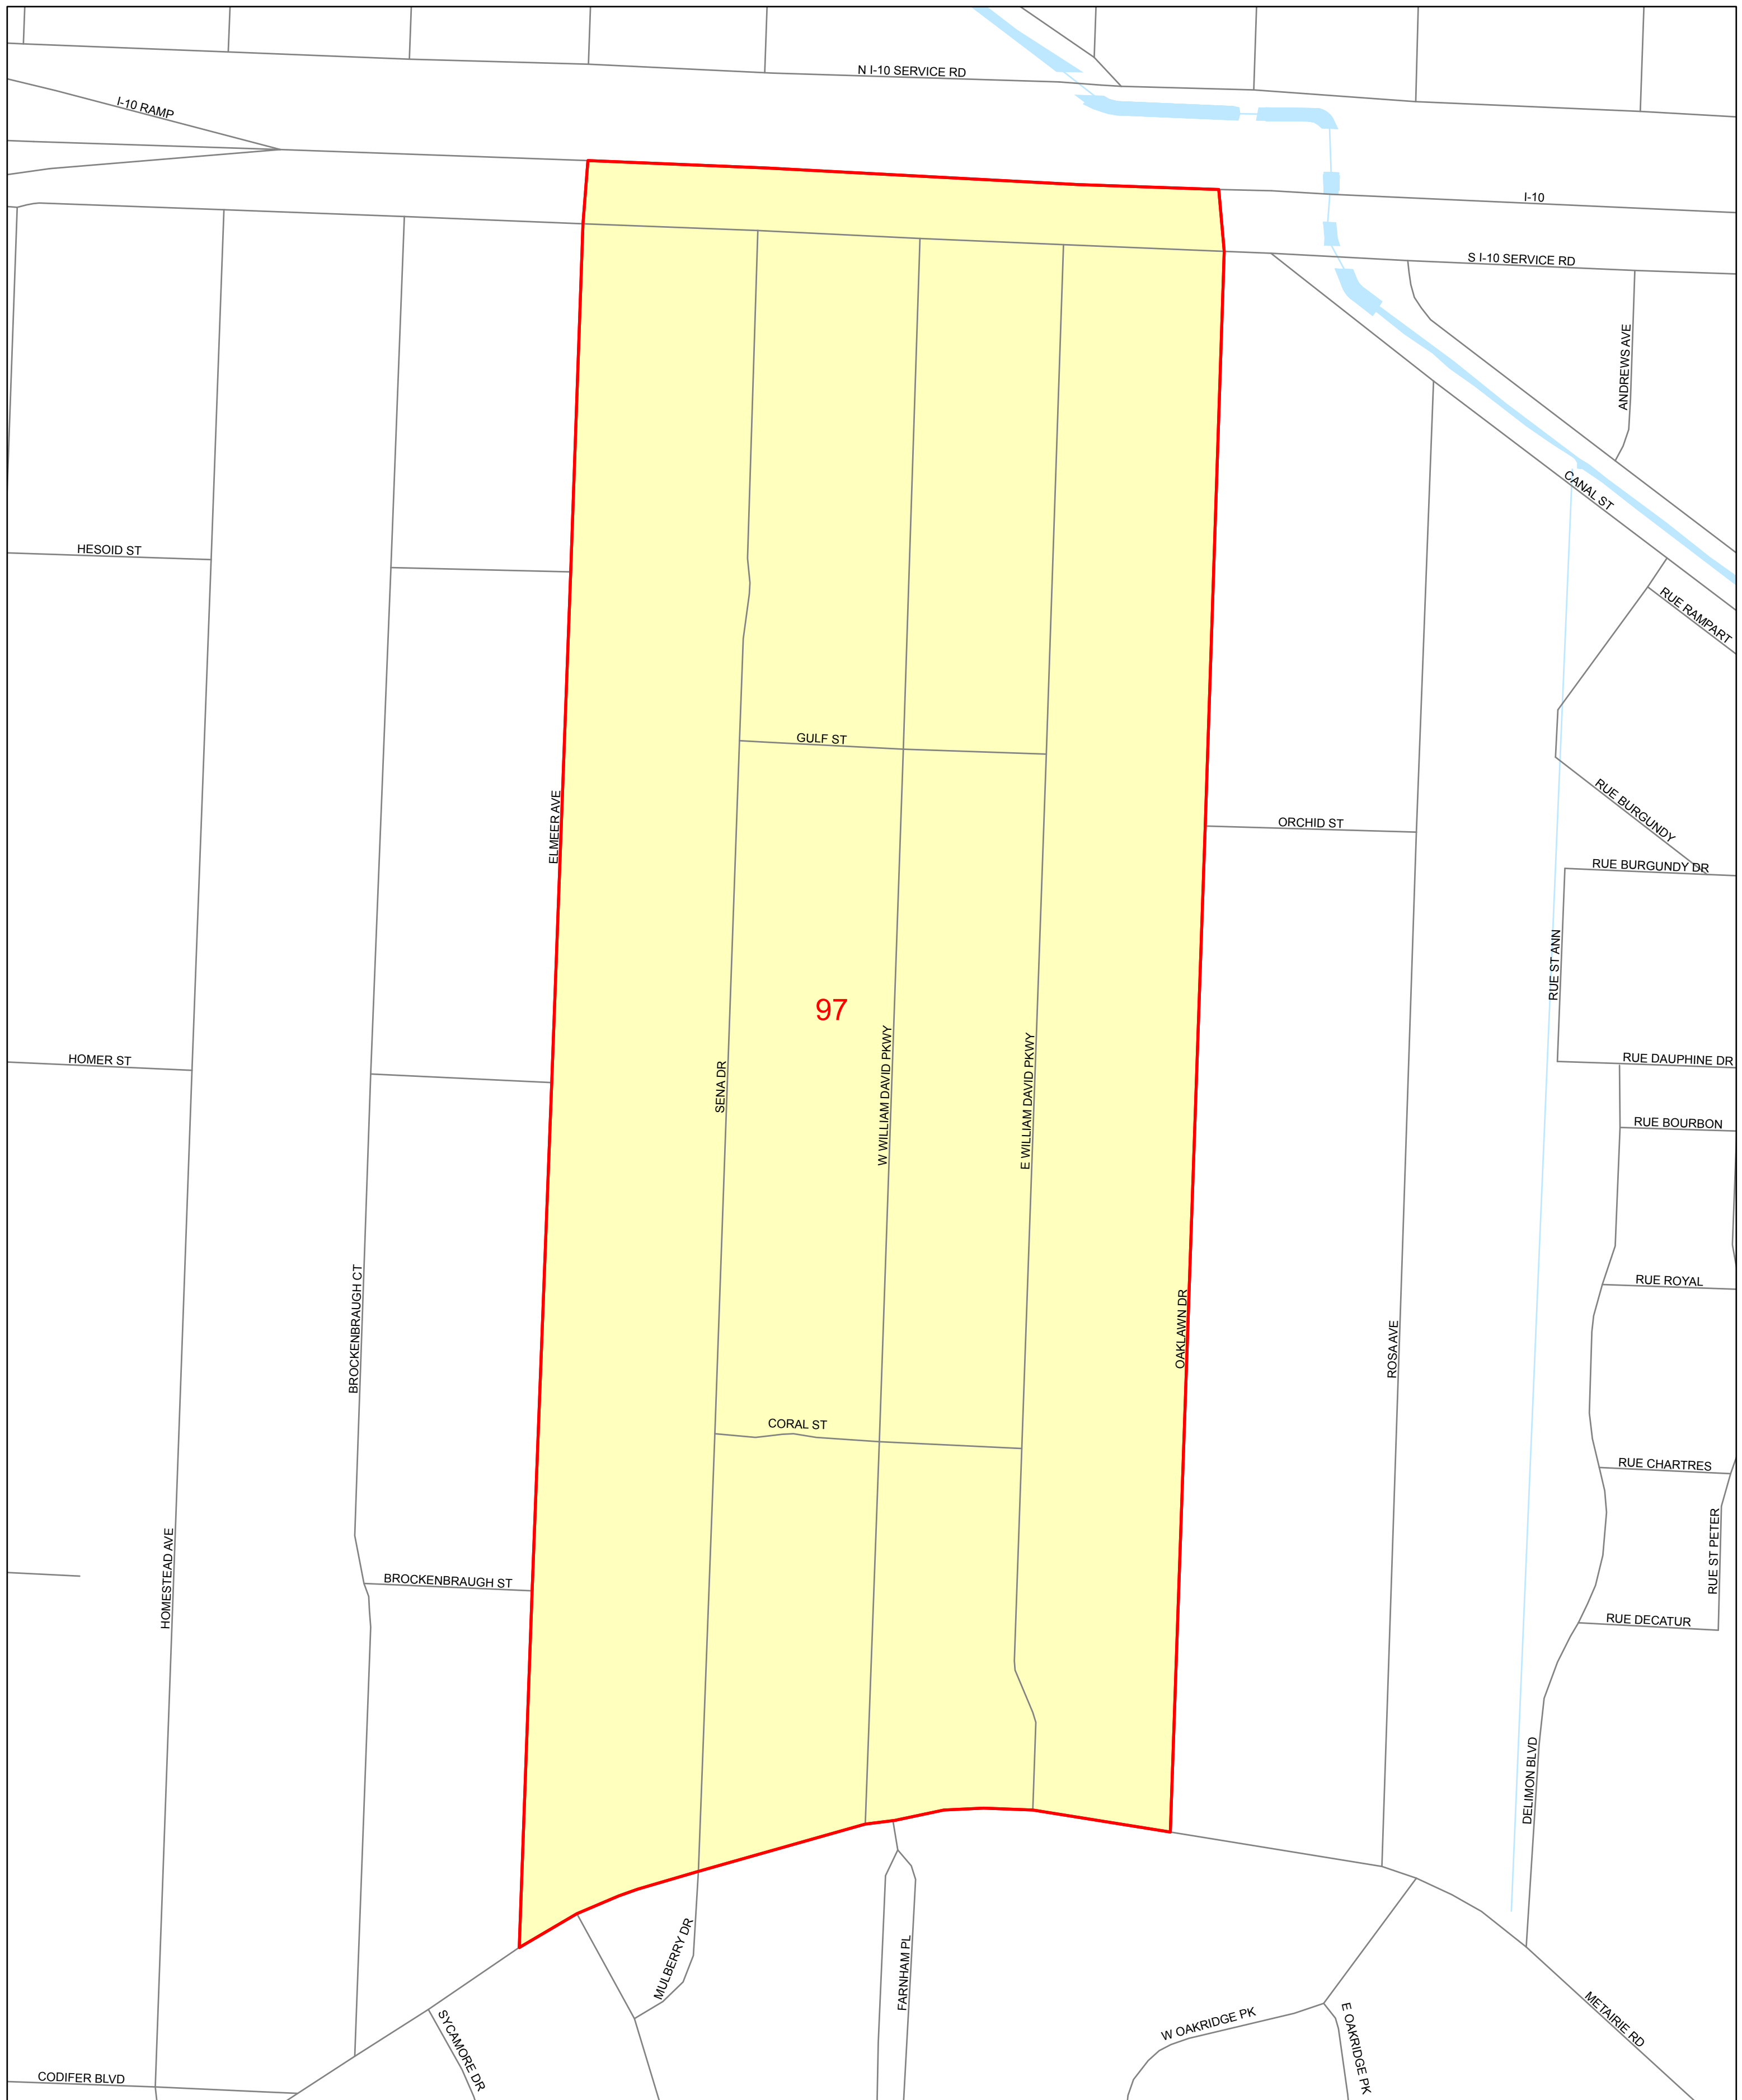 N I-10 SERVICE RD
I-10 RAMP
I-10
S I-10 SERVICE RD
ANDREWS AVE
CANAL ST
HESOID ST
RUE RAMPART
GULF ST
RUE BURGUNDY
ELMEER AVE
ORCHID ST
RUE BURGUNDY DR
RUE ST ANN
97
HOMER ST
SENA DR
W WILLIAM DAVID PKWY
E WILLIAM DAVID PKWY
RUE DAUPHINE DR
RUE BOURBON
RUE ROYAL
BROCKENBRAUGH CT
OAKLAWN DR
ROSA AVE
CORAL ST
RUE CHARTRES
RUE ST PETER
HOMESTEAD AVE
BROCKENBRAUGH ST
RUE DECATUR
DELIMON BLVD
MULBERRY DR
FARNHAM PL
SYCAMORE DR
W OAKRIDGE PK
E OAKRIDGE PK
METAIRIE RD
CODIFER BLVD